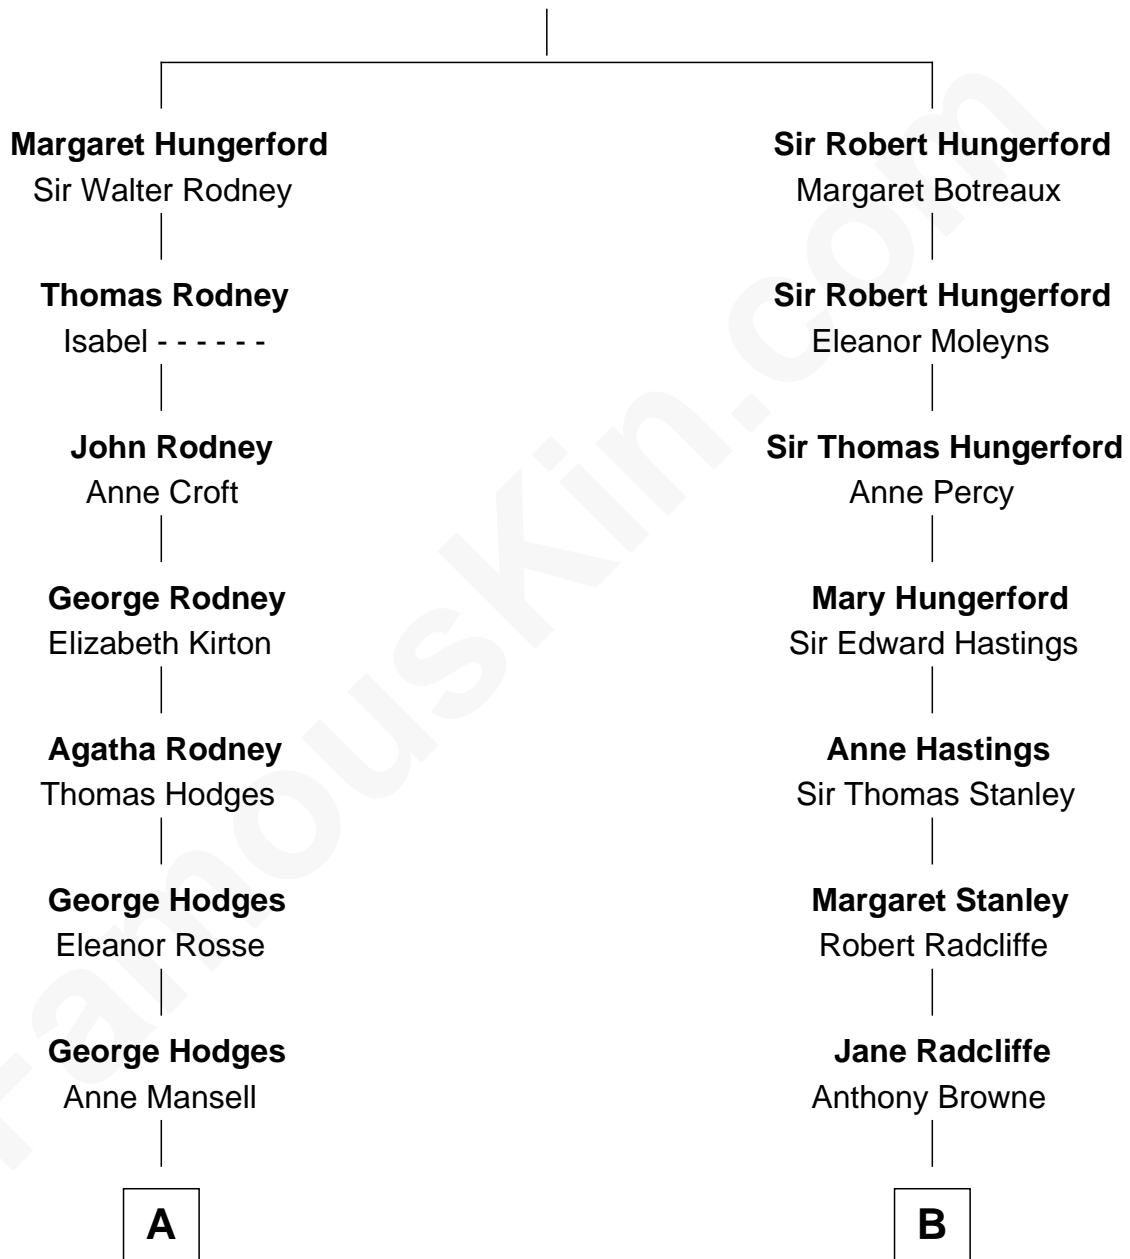 Margaret Hungerford
Sir Walter Rodney
Sir Robert Hungerford
Margaret Botreaux
Thomas Rodney
Isabel - - - - - -
Sir Robert Hungerford
Eleanor Moleyns
John Rodney
Anne Croft
Sir Thomas Hungerford
Anne Percy
George Rodney
Elizabeth Kirton
Mary Hungerford
Sir Edward Hastings
Agatha Rodney
Thomas Hodges
Anne Hastings
Sir Thomas Stanley
George Hodges
Eleanor Rosse
Margaret Stanley
Robert Radcliffe
George Hodges
Anne Mansell
Jane Radcliffe
Anthony Browne
A
B
FamousKin.com